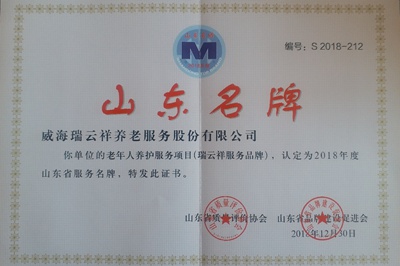 编号：S 2018-212
M
山东名牌
威海瑞云祥养老服务股份有限公司
你单位的老年人养护服务项目(瑞云祥服务品牌)，认定为2018年度
山东省服务名牌，特发此证书。
山东省质量评价协会 山东省品牌建设促进会
2018年12月30日